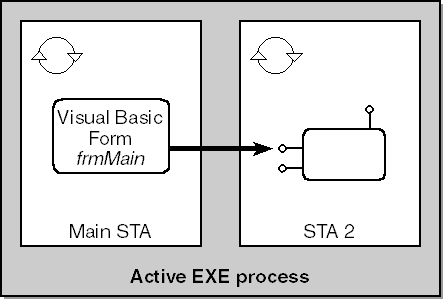 Visual Basic
Form
frmMain
Main STA
STA 2
Active EXE process